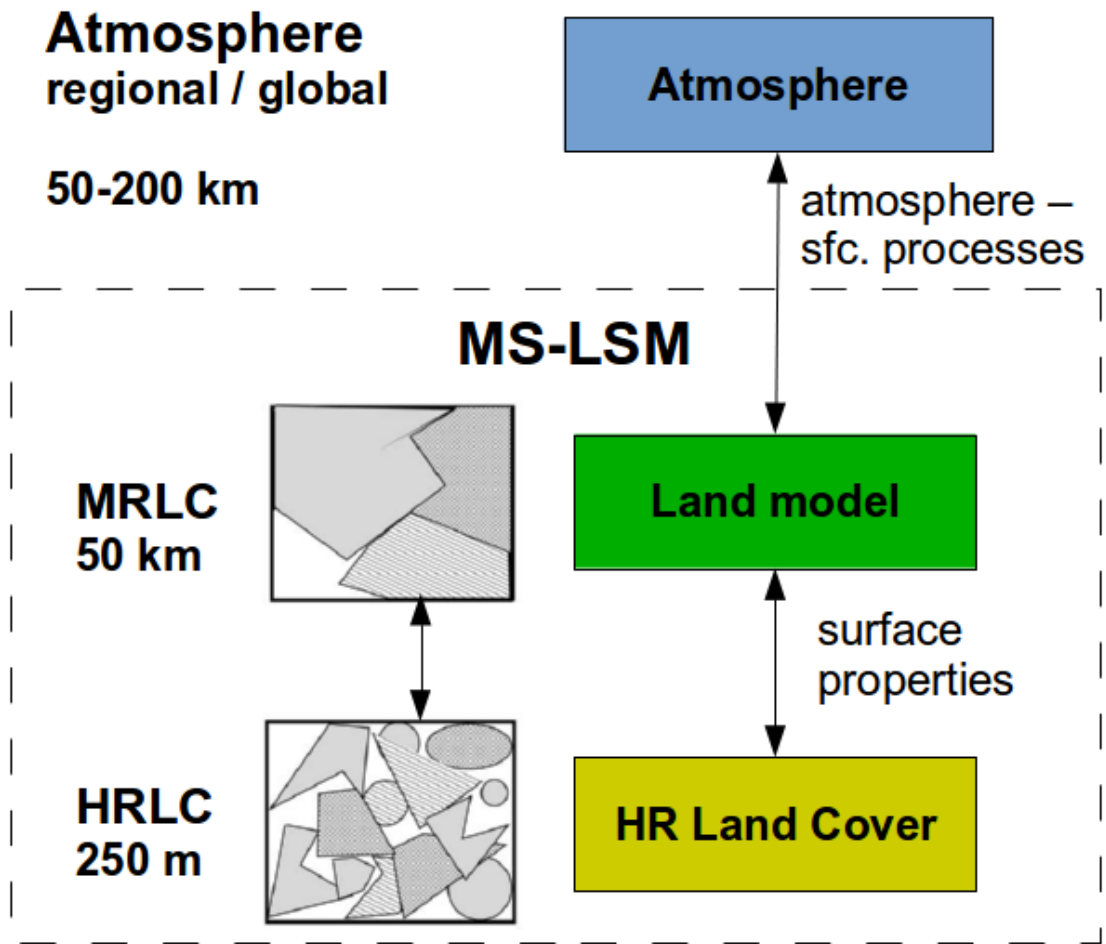 Atmosphere
regional / global
50-200 km
Atmosphere
atmosphere –
sfc. processes
MS-LSM
MRLC
50 km
Land model
surface
properties
HRLC
250 m
HR Land Cover